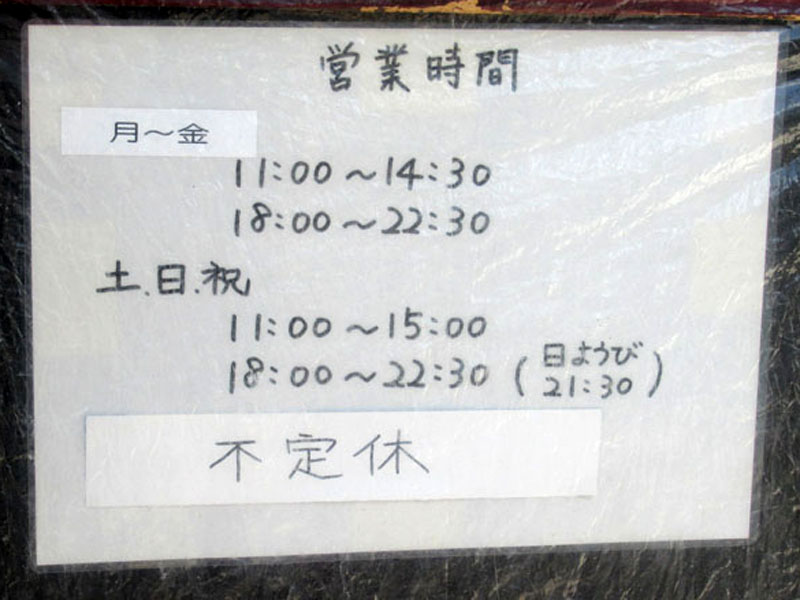 営業時間
月～金
11:00～14:30
18:00～22:30
土.日.祝
11:00～15:00
18:00～22:30 (日ようび 21:30)
不定休